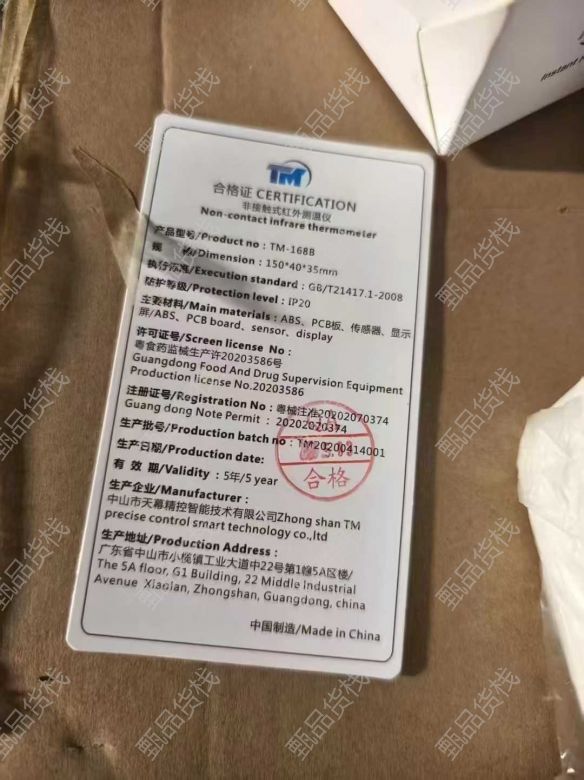 Instant
TM
合格证 CERTIFICATION
非接触式红外测温仪
Non-contact infrare thermometer
产品型号/Product no：TM-168B
规 格/Dimension：150*40*35mm
执行标准/Execution standard：GB/T21417.1-2008
防护等级/Protection level：IP20
主要材料/Main materials：ABS、PCB板、传感器、显示
屏/ABS、PCB board、sensor、display
许可证号/Screen license No：
粤食药监械生产许20203586号
Guangdong Food And Drug Supervision Equipment
Production license No.20203586
注册证号/Registration No：粤械注准20202070374
Guang dong Note Permit：20202020374
生产批号/Production batch no：TM20200414001
生产日期/Production date:
有 效 期/Validity：5年/5 year
合格
生产企业/Manufacturer：
中山市天幕精控智能技术有限公司Zhong shan TM
precise control smart technology co.,ltd
生产地址/Production Address：
广东省中山市小榄镇工业大道中22号第1幢5A区楼/
The 5A floor, G1 Building, 22 Middle Industrial
Avenue Xiaolan, Zhongshan, Guangdong, china
中国制造/Made in China
甄品货栈